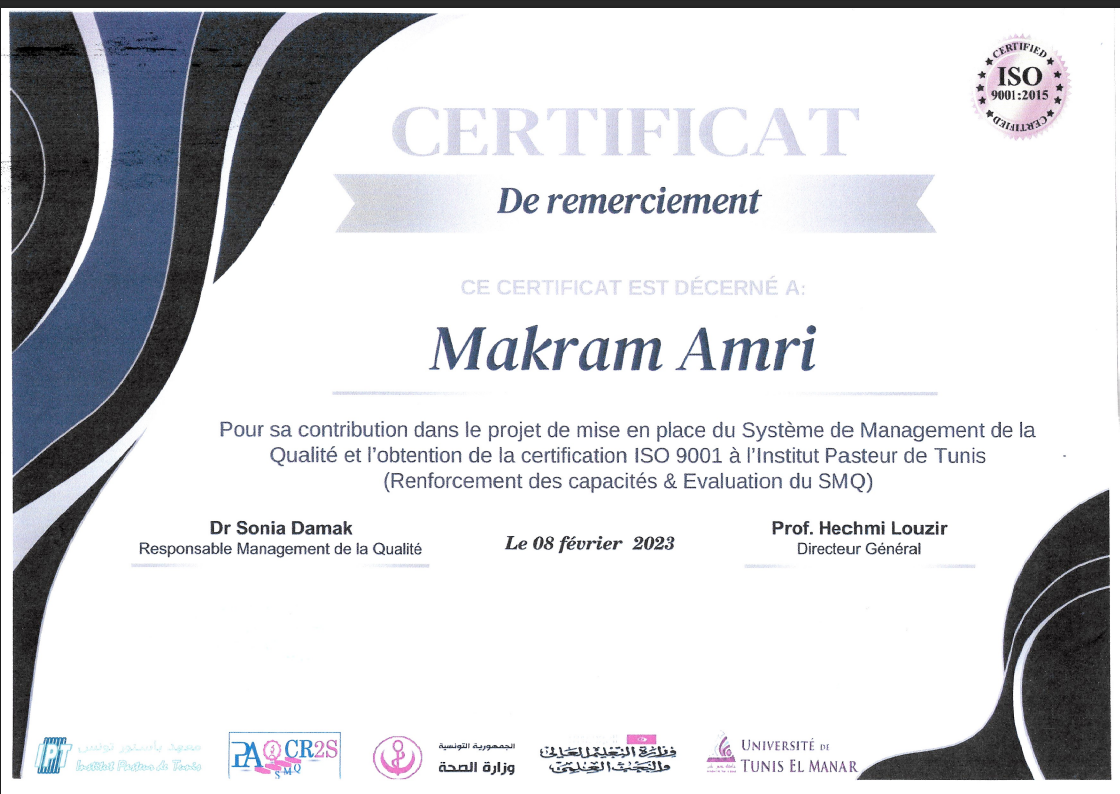 CERTIFIED
ISO
9001:2015
CERTIFIED
CERTIFICAT
De remerciement
CE CERTIFICAT EST DÉCERNÉ A:
Makram Amri
Pour sa contribution dans le projet de mise en place du Système de Management de la
Qualité et l'obtention de la certification ISO 9001 à l'Institut Pasteur de Tunis
(Renforcement des capacités & Evaluation du SMQ)
Dr Sonia Damak
Responsable Management de la Qualité
Le 08 février 2023
Prof. Hechmi Louzir
Directeur Général
IPT
معهد باستور تونس
Institut Pasteur de Tunis
PAQ CR2S
SMQ
الجمهورية التونسية
وزارة الصحة
وزارة التعليم العالي
والبحث العلمي
UNIVERSITÉ DE
TUNIS EL MANAR